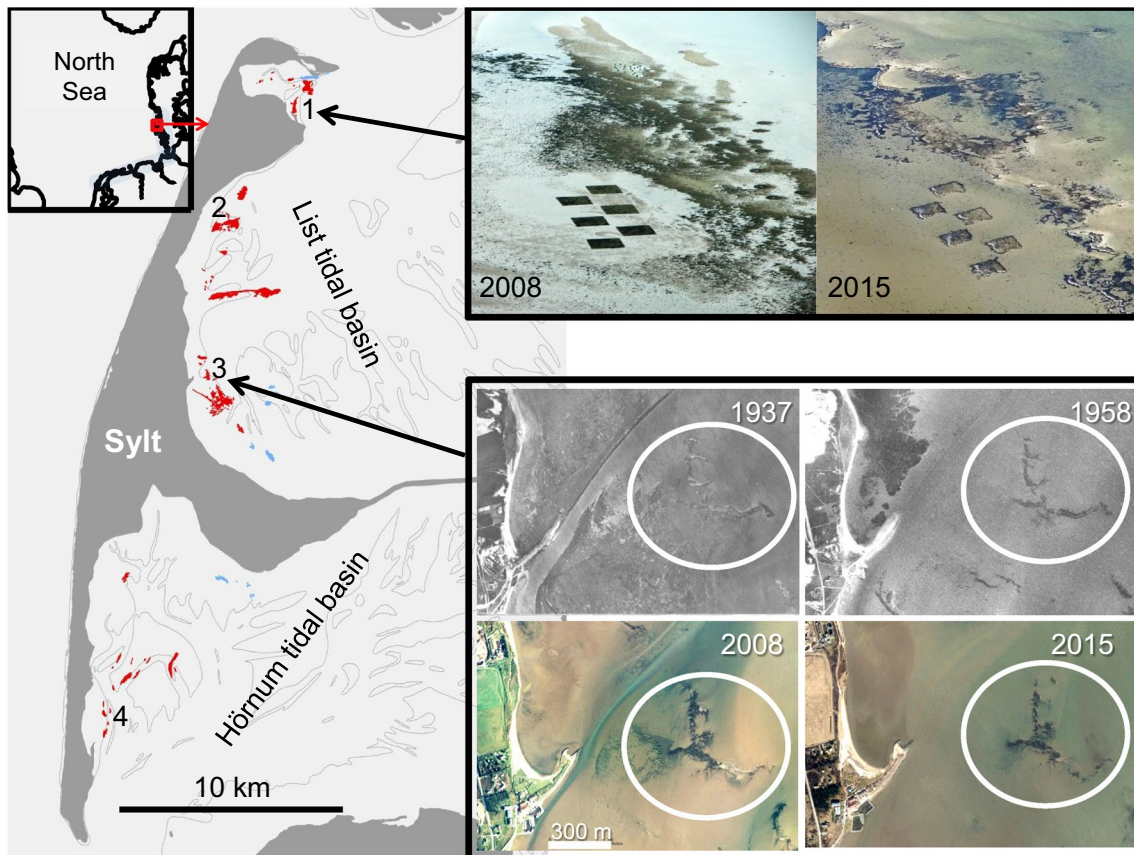 North
Sea
1
2
List tidal basin
3
Sylt
Hörnum tidal basin
4
10 km
2008
2015
1937
1958
2008
2015
300 m